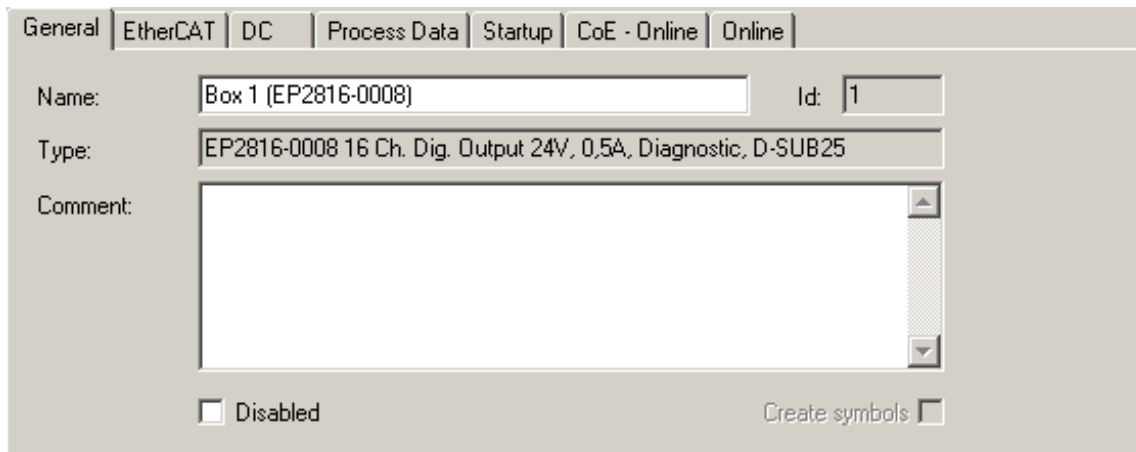 General EtherCAT DC Process Data Startup CoE - Online Online
Name: Box 1 (EP2816-0008) Id: 1
Type: EP2816-0008 16 Ch. Dig. Output 24V, 0,5A, Diagnostic, D-SUB25
Comment:
Disabled Create symbols